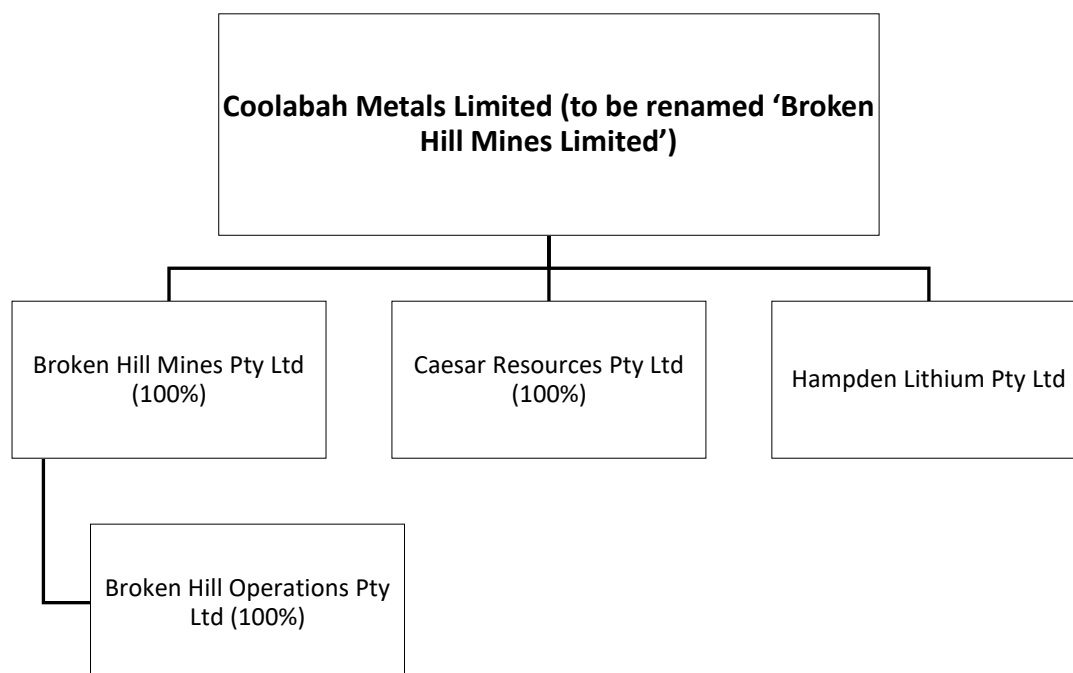 Coolabah Metals Limited (to be renamed ‘Broken
Hill Mines Limited’)
Broken Hill Mines Pty Ltd
(100%)
Caesar Resources Pty Ltd
(100%)
Hampden Lithium Pty Ltd
Broken Hill Operations Pty
Ltd (100%)